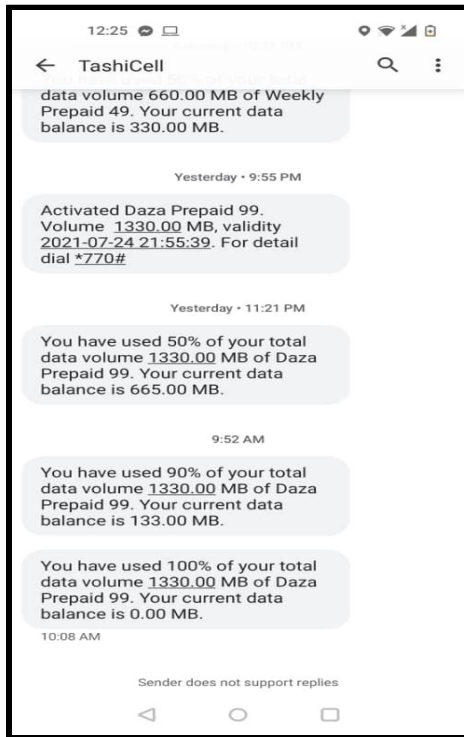 12:25
TashiCell
data volume 660.00 MB of Weekly
Prepaid 49. Your current data
balance is 330.00 MB.
Yesterday • 9:55 PM
Activated Daza Prepaid 99.
Volume 1330.00 MB, validity
2021-07-24 21:55:39. For detail
dial *770#
Yesterday • 11:21 PM
You have used 50% of your total
data volume 1330.00 MB of Daza
Prepaid 99. Your current data
balance is 665.00 MB.
9:52 AM
You have used 90% of your total
data volume 1330.00 MB of Daza
Prepaid 99. Your current data
balance is 133.00 MB.
You have used 100% of your total
data volume 1330.00 MB of Daza
Prepaid 99. Your current data
balance is 0.00 MB.
10:08 AM
Sender does not support replies